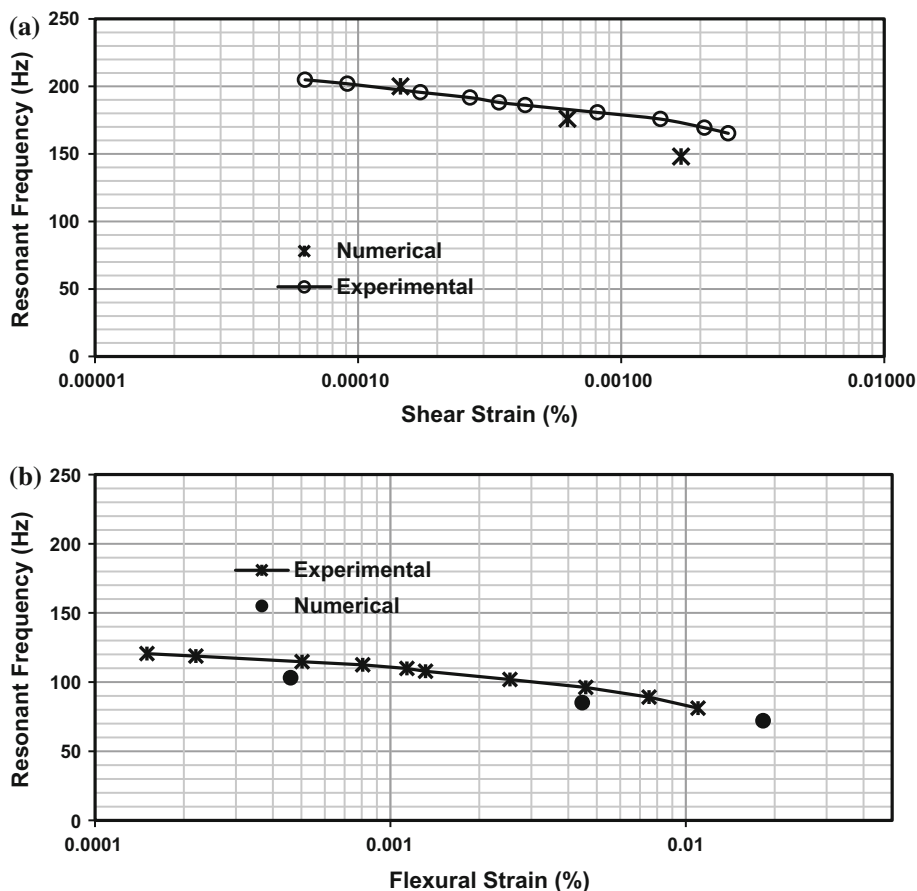 (a)
250
200
150
100
50
0
Resonant Frequency (Hz)
Numerical
Experimental
0.00001 0.00010 0.00100 0.01000
Shear Strain (%)
(b)
250
200
150
100
50
0
Resonant Frequency (Hz)
Experimental
Numerical
0.0001 0.001 0.01
Flexural Strain (%)